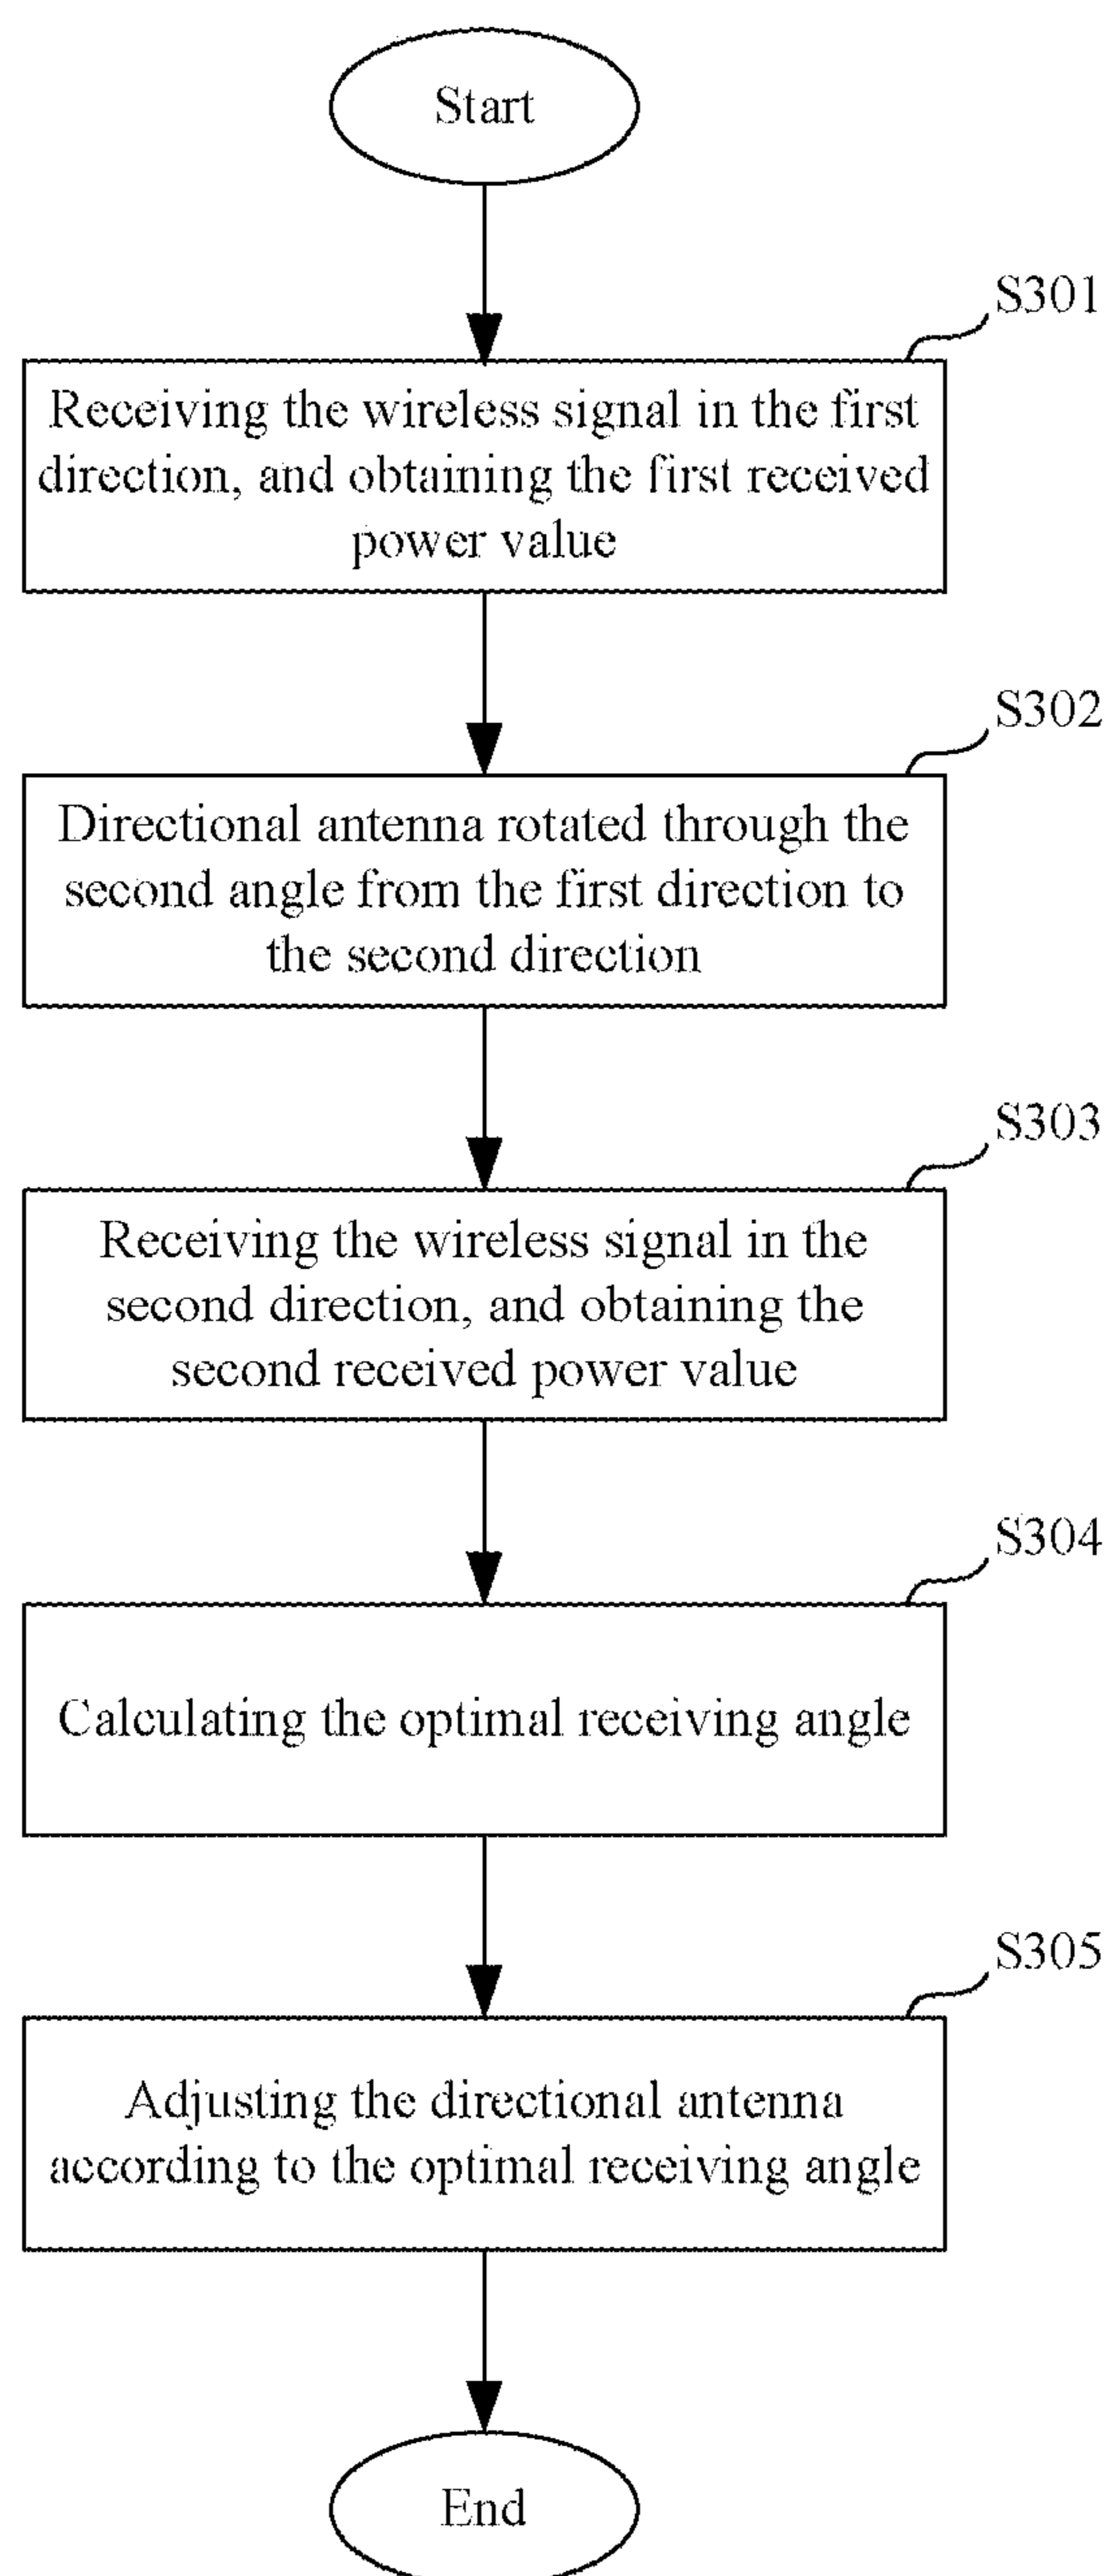 Start
S301
Receiving the wireless signal in the first
direction, and obtaining the first received
power value
S302
Directional antenna rotated through the
second angle from the first direction to
the second direction
S303
Receiving the wireless signal in the
second direction, and obtaining the
second received power value
S304
Calculating the optimal receiving angle
S305
Adjusting the directional antenna
according to the optimal receiving angle
End